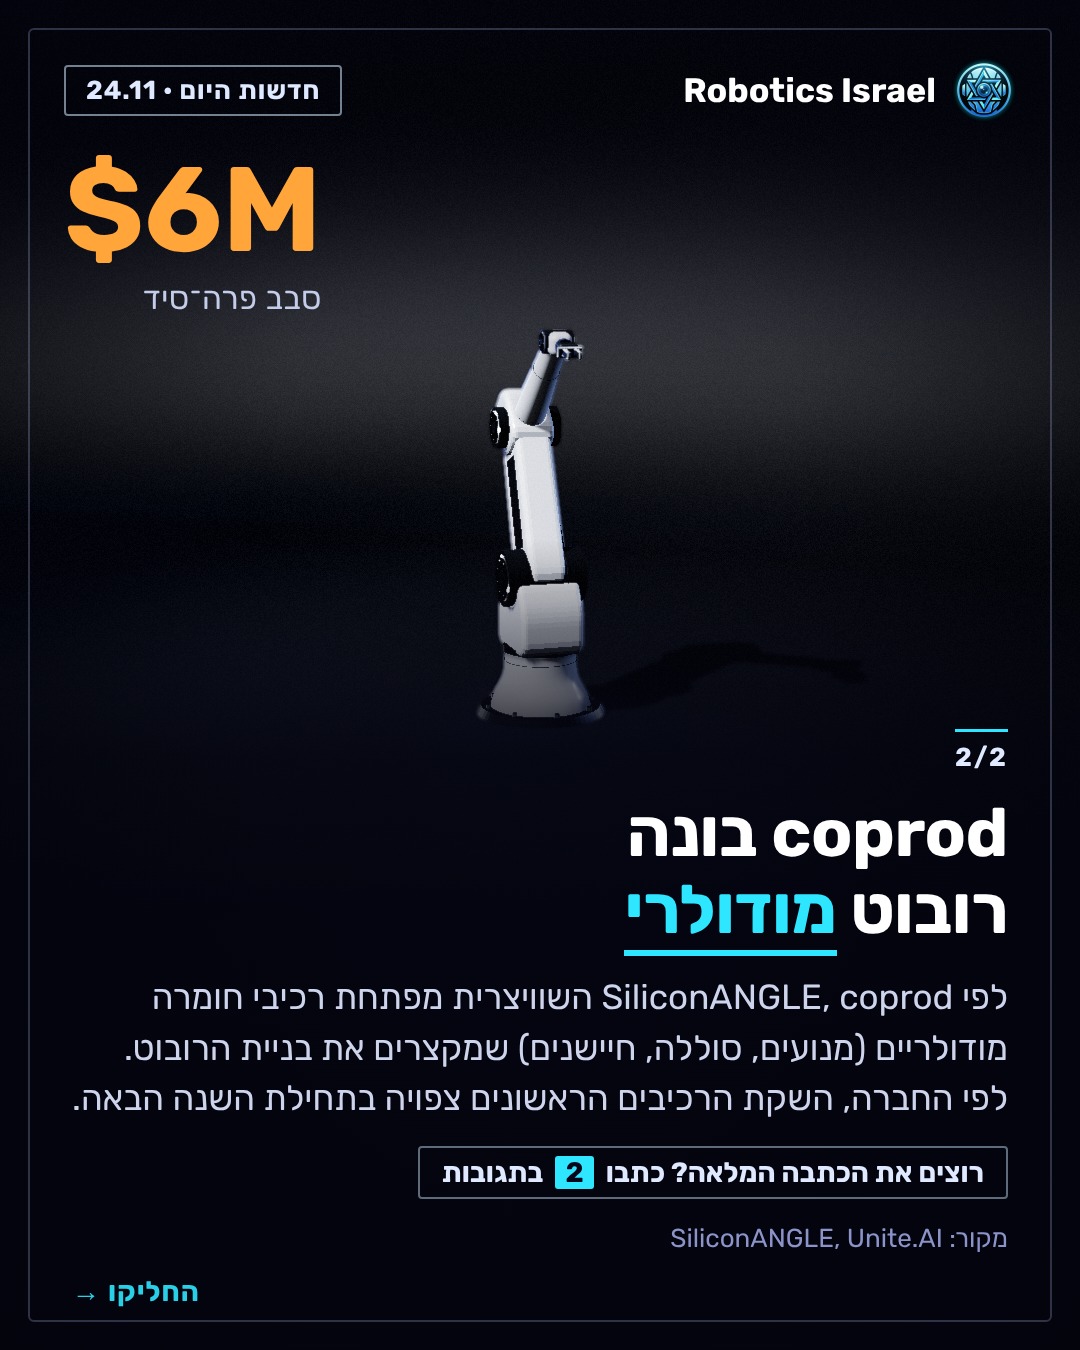 Robotics Israel
חדשות היום • 24.11
$6M
סבב פרה־סיד
2/2
coprod בונה
רובוט מודולרי
לפי SiliconANGLE, coprod השוויצרית מפתחת רכיבי חומרה
מודולריים (מנועים, סוללה, חיישנים) שמקצרים את בניית הרובוט.
לפי החברה, השקת הרכיבים הראשונים צפויה בתחילת השנה הבאה.
רוצים את הכתבה המלאה? כתבו 2 בתגובות
מקור: SiliconANGLE, Unite.AI
החליקו →